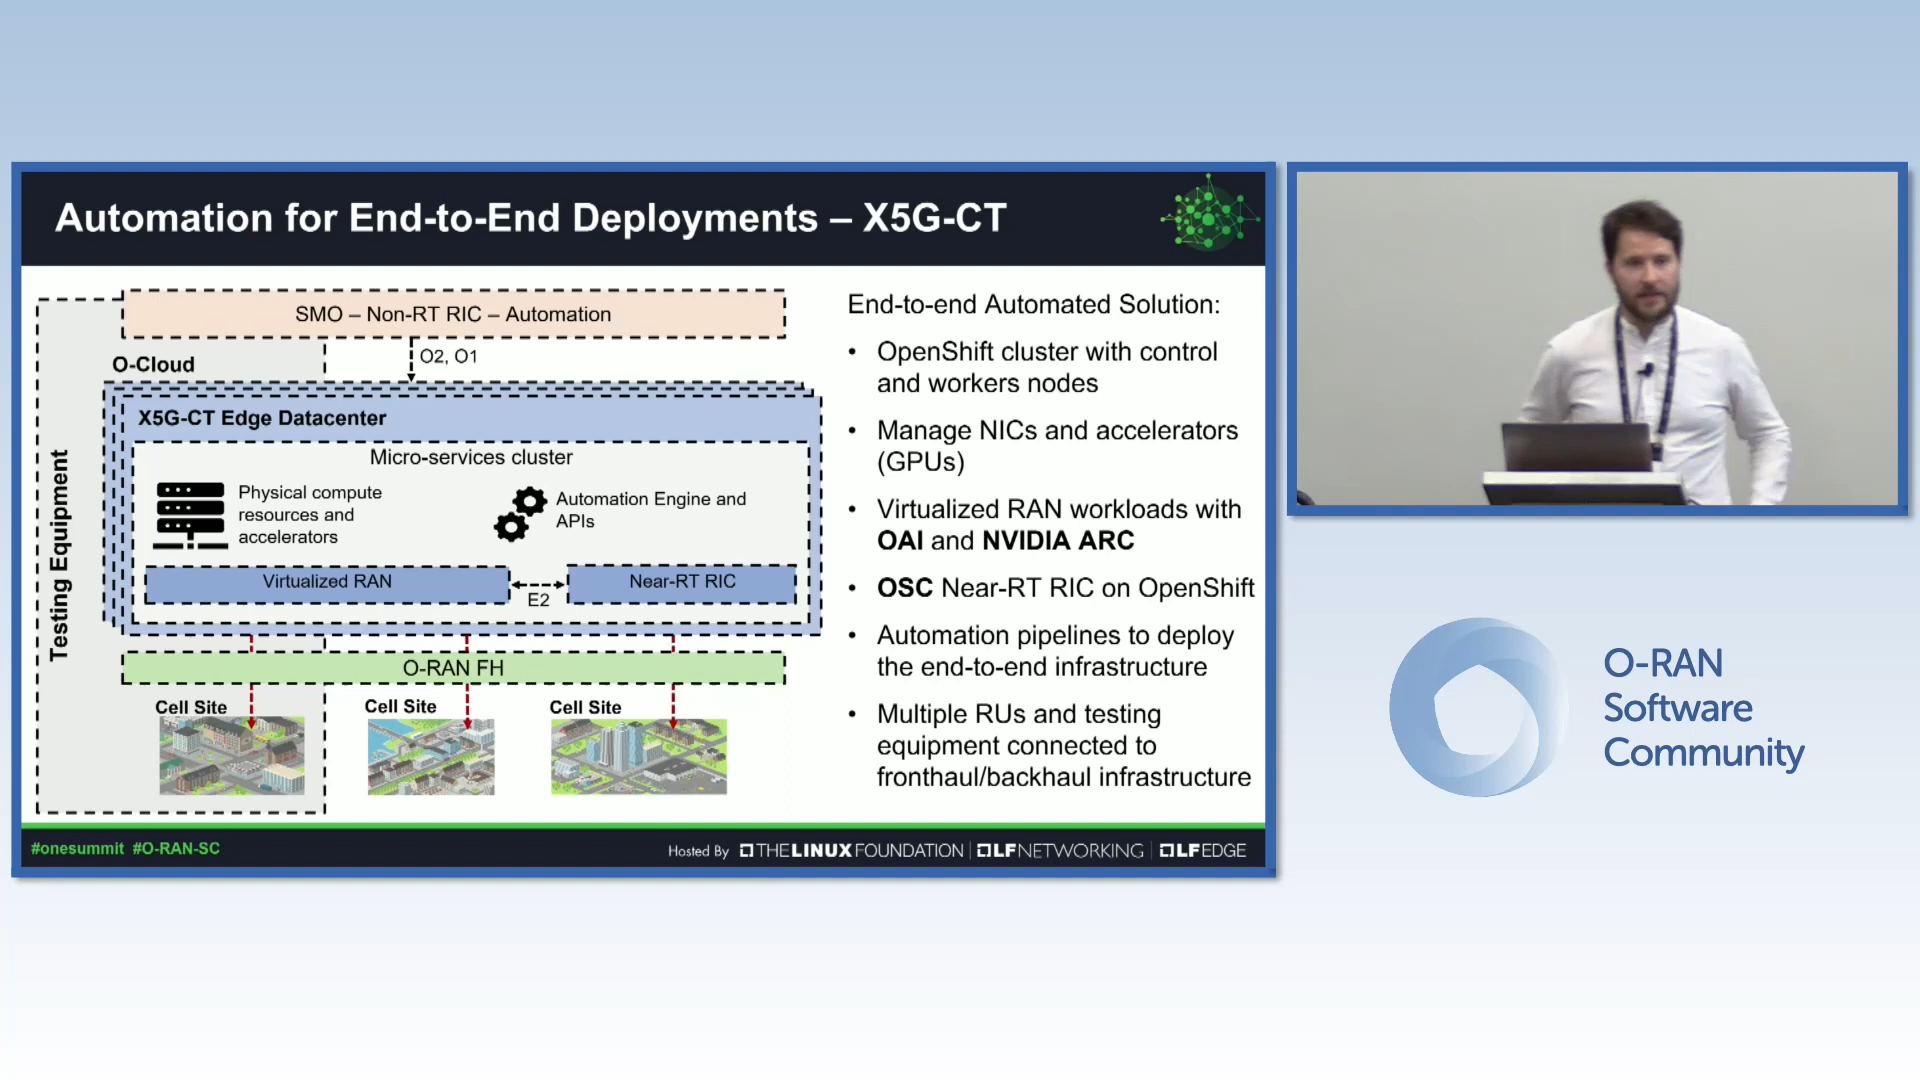 Automation for End-to-End Deployments – X5G-CT
SMO – Non-RT RIC – Automation
O2, O1
O-Cloud
X5G-CT Edge Datacenter
Micro-services cluster
Physical compute
resources and
accelerators
Automation Engine and
APIs
Virtualized RAN
E2
Near-RT RIC
Testing Equipment
O-RAN FH
Cell Site
Cell Site
Cell Site
End-to-end Automated Solution:
• OpenShift cluster with control
and workers nodes
• Manage NICs and accelerators
(GPUs)
• Virtualized RAN workloads with
OAI and NVIDIA ARC
• OSC Near-RT RIC on OpenShift
• Automation pipelines to deploy
the end-to-end infrastructure
• Multiple RUs and testing
equipment connected to
fronthaul/backhaul infrastructure
#onesummit #O-RAN-SC
Hosted By THE LINUX FOUNDATION | LF NETWORKING | LF EDGE
O-RAN
Software
Community